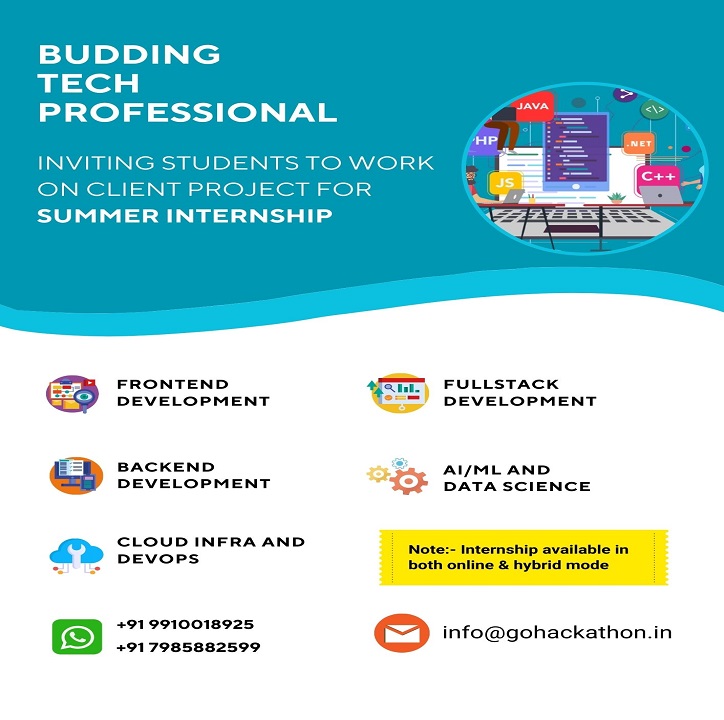 BUDDING
TECH
PROFESSIONAL
INVITING STUDENTS TO WORK
ON CLIENT PROJECT FOR
SUMMER INTERNSHIP
JAVA
</>
PHP
.NET
JS
C++
FRONTEND
DEVELOPMENT
FULLSTACK
DEVELOPMENT
BACKEND
DEVELOPMENT
AI/ML AND
DATA SCIENCE
CLOUD INFRA AND
DEVOPS
Note:- Internship available in
both online & hybrid mode
+91 9910018925
+91 7985882599
info@gohackathon.in